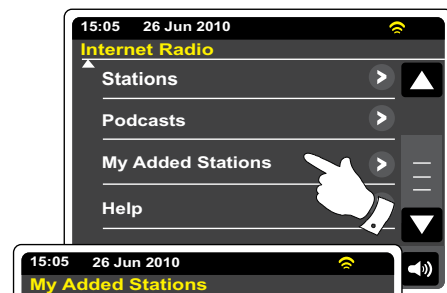 15:05 26 Jun 2010
Internet Radio
Stations
Podcasts
My Added Stations
Help
15:05 26 Jun 2010
My Added Stations